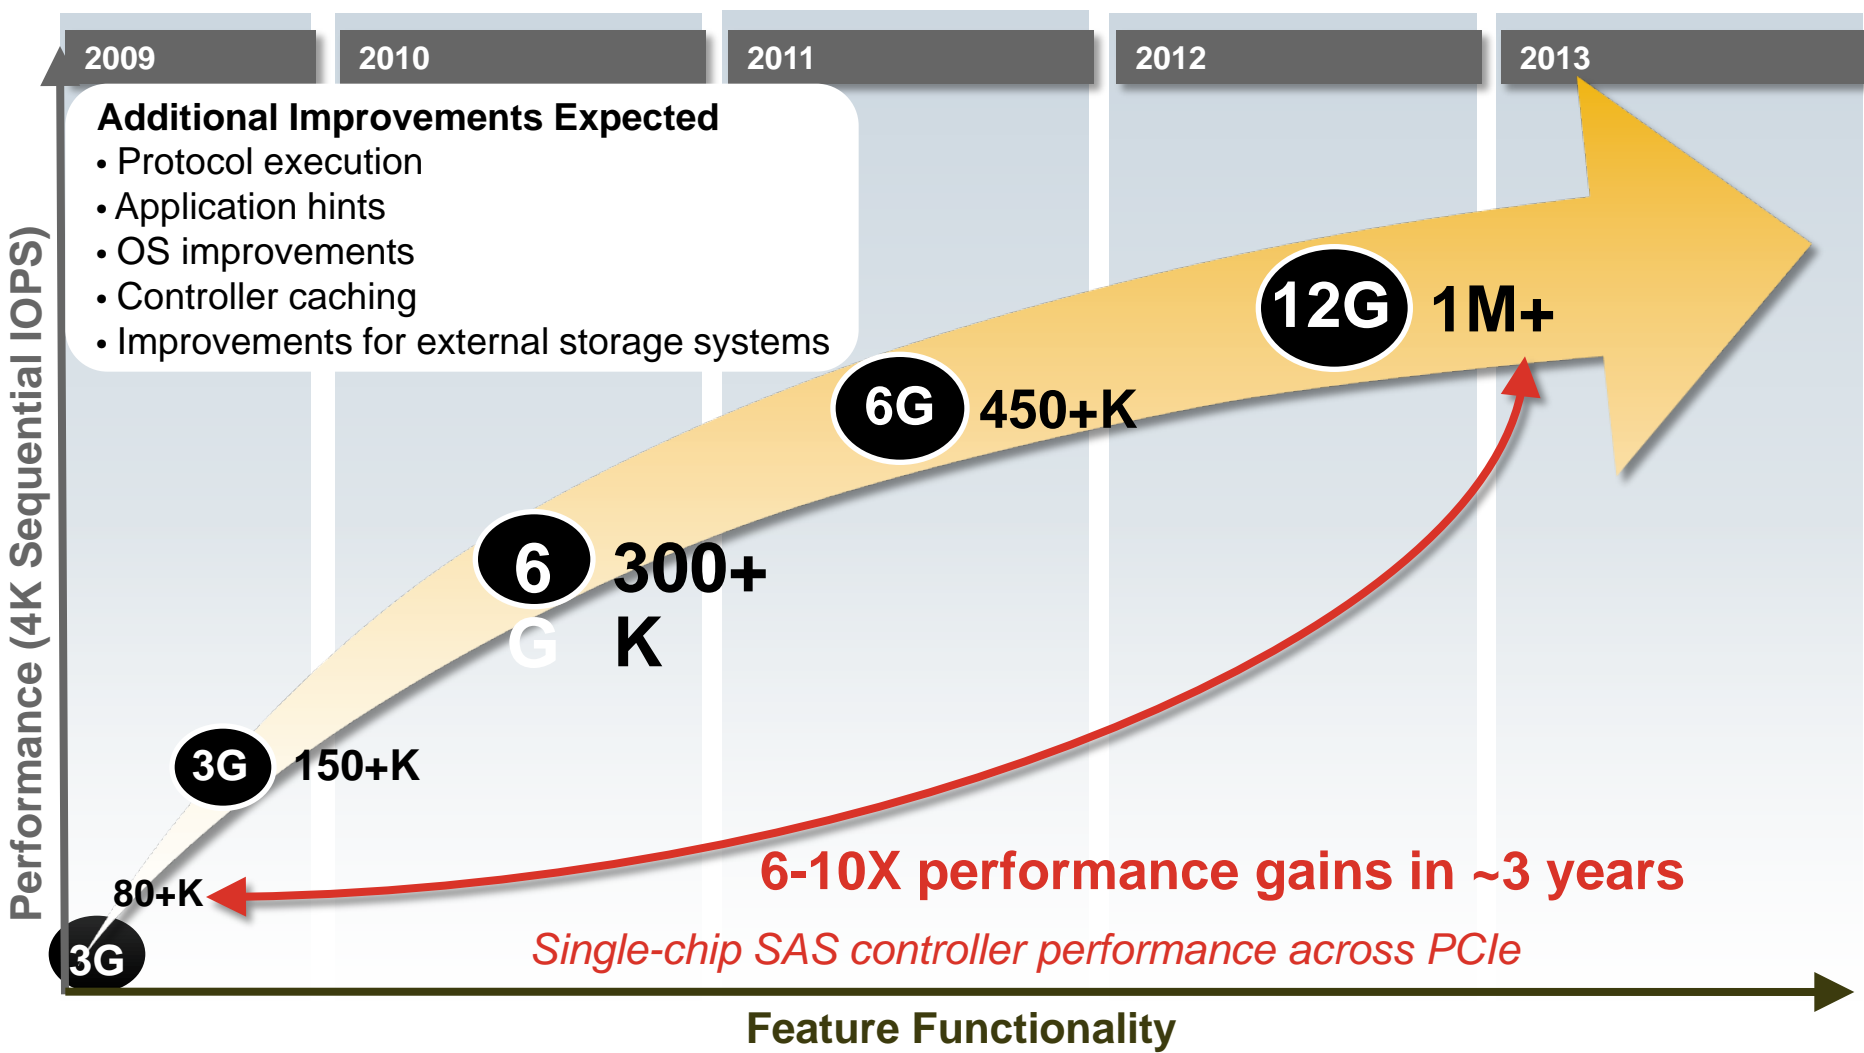 2009
2010
2011
2012
2013
Additional Improvements Expected
• Protocol execution
• Application hints
• OS improvements
• Controller caching
• Improvements for external storage systems
Performance (4K Sequential IOPS)
12G
1M+
6G
450+K
6
G
300+
K
3G
150+K
80+K
3G
6-10X performance gains in ~3 years
Single-chip SAS controller performance across PCIe
Feature Functionality